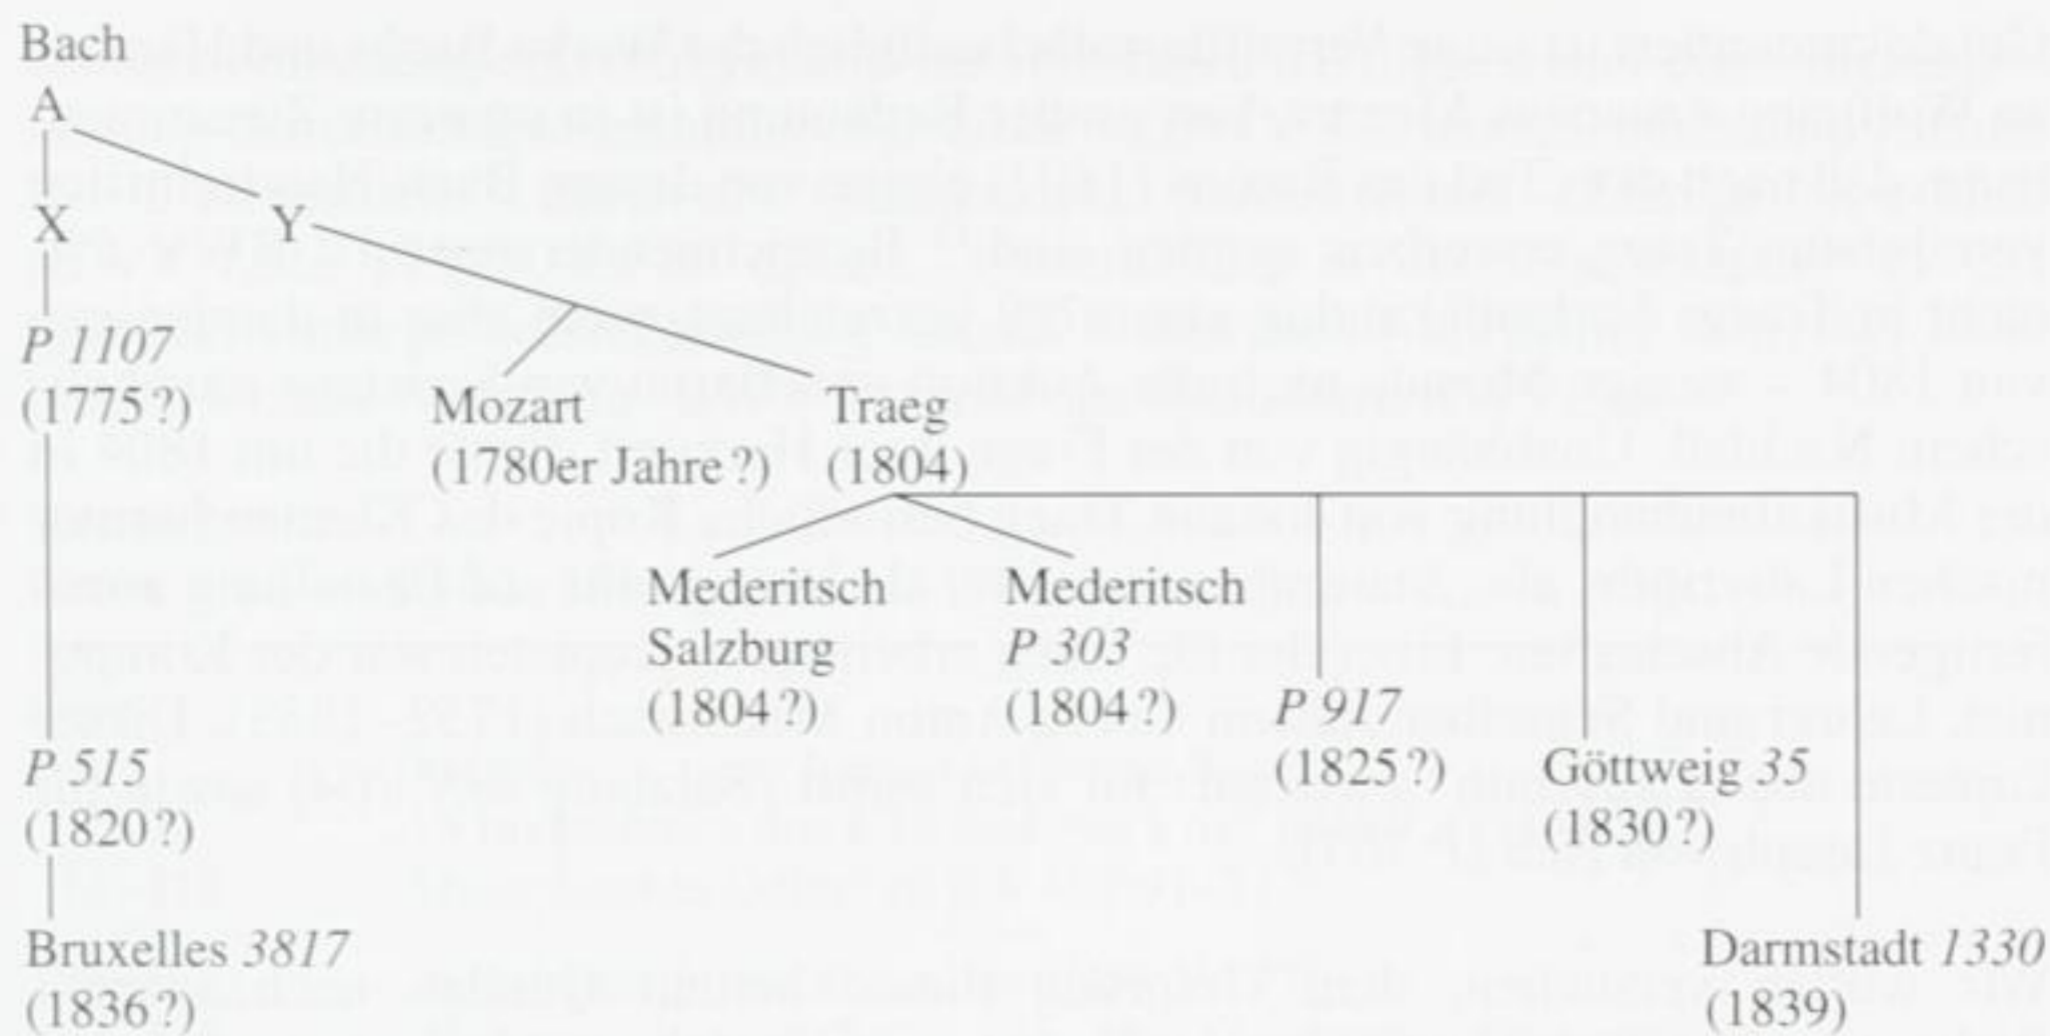 Bach
A
X
Y
P 1107
(1775?)
Mozart
(1780er Jahre?)
Traeg
(1804)
Mederitsch
Salzburg
(1804?)
Mederitsch
P 303
(1804?)
P 917
(1825?)
P 515
(1820?)
Göttweig 35
(1830?)
Bruxelles 3817
(1836?)
Darmstadt 1330
(1839)